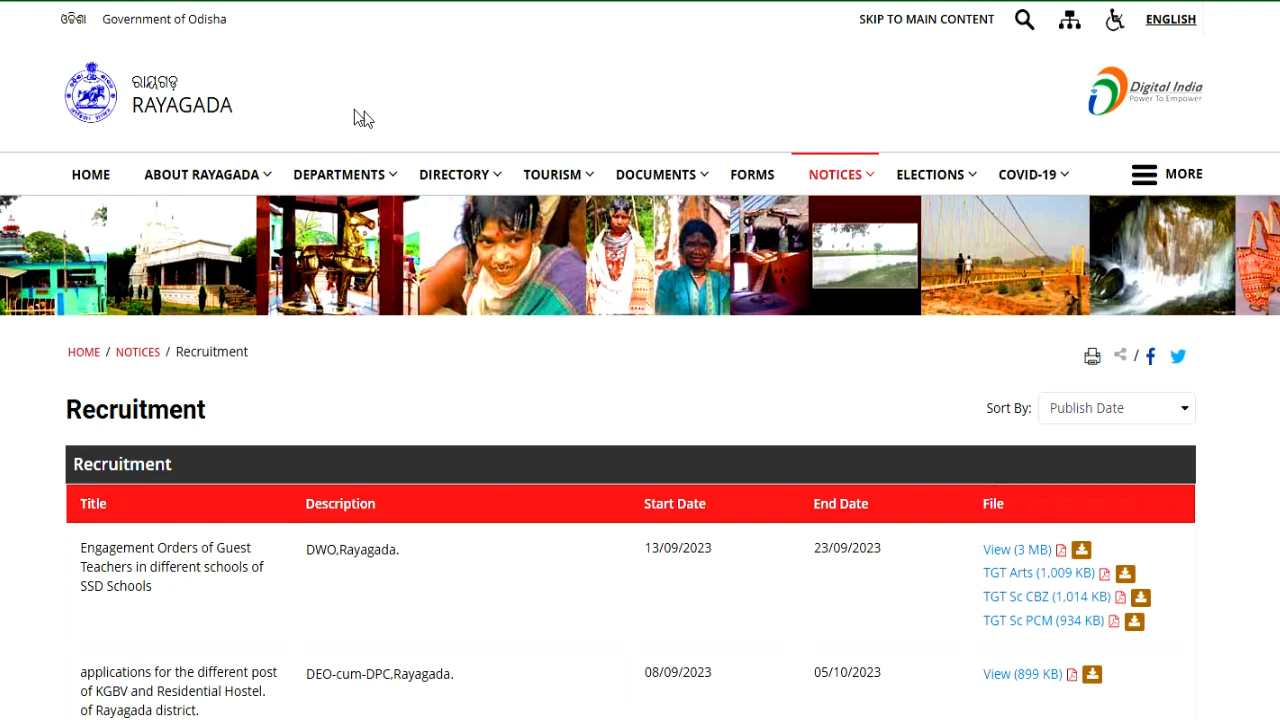 ଓଡିଶା Government of Odisha SKIP TO MAIN CONTENT ENGLISH
ରାୟଗଡ଼
RAYAGADA
Digital India
Power To Empower
HOME ABOUT RAYAGADA DEPARTMENTS DIRECTORY TOURISM DOCUMENTS FORMS NOTICES ELECTIONS COVID-19 MORE
HOME / NOTICES / Recruitment
Recruitment
Sort By: Publish Date
Recruitment
Title Description Start Date End Date File
Engagement Orders of Guest
Teachers in different schools of
SSD Schools
DWO,Rayagada.
13/09/2023
23/09/2023
View (3 MB)
TGT Arts (1,009 KB)
TGT Sc CBZ (1,014 KB)
TGT Sc PCM (934 KB)
applications for the different post
of KGBV and Residential Hostel.
of Rayagada district.
DEO-cum-DPC,Rayagada.
08/09/2023
05/10/2023
View (899 KB)